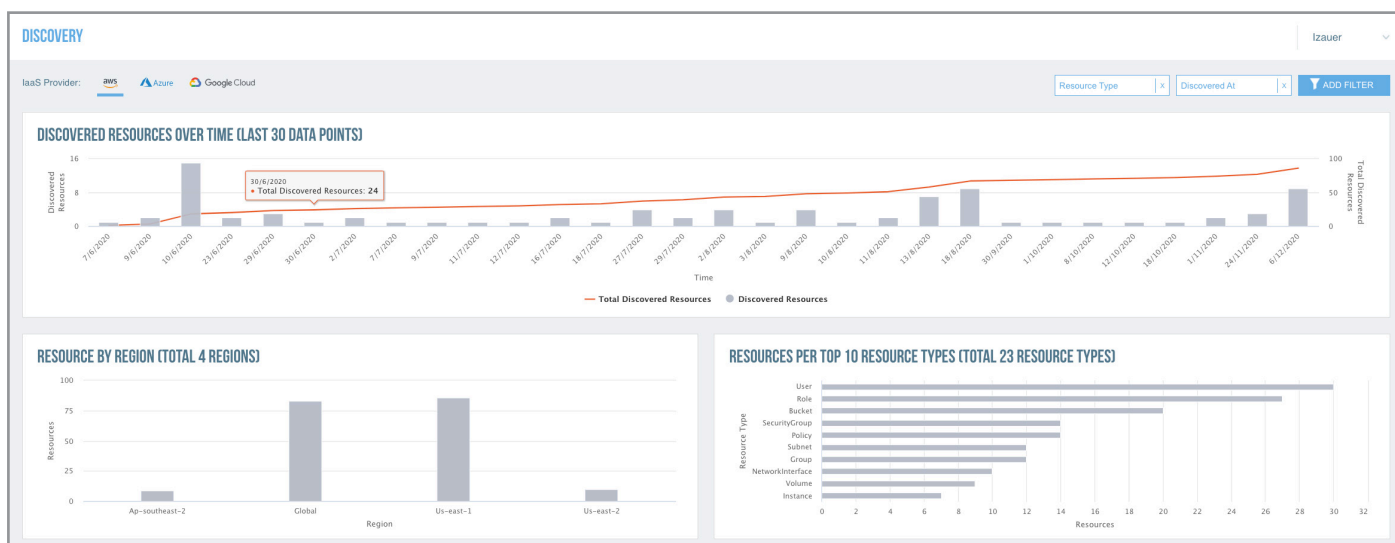 DISCOVERY
Izauer
IaaS Provider:
aws
Azure
Google Cloud
Resource Type x
Discovered At x
ADD FILTER
DISCOVERED RESOURCES OVER TIME (LAST 30 DATA POINTS)
16
8
0
Discovered
Resources
30/6/2020
• Total Discovered Resources: 24
100
50
0
Total Discovered
Resources
7/6/2020
9/6/2020
10/6/2020
23/6/2020
29/6/2020
30/6/2020
2/7/2020
7/7/2020
9/7/2020
11/7/2020
12/7/2020
16/7/2020
18/7/2020
27/7/2020
29/7/2020
2/8/2020
3/8/2020
9/8/2020
10/8/2020
11/8/2020
13/8/2020
18/8/2020
30/9/2020
1/10/2020
8/10/2020
12/10/2020
18/10/2020
1/11/2020
24/11/2020
6/12/2020
Time
Total Discovered Resources
Discovered Resources
RESOURCE BY REGION (TOTAL 4 REGIONS)
100
75
50
25
0
Resources
Ap-southeast-2
Global
Us-east-1
Us-east-2
Region
RESOURCES PER TOP 10 RESOURCE TYPES (TOTAL 23 RESOURCE TYPES)
Resource Type
User
Role
Bucket
SecurityGroup
Policy
Subnet
Group
NetworkInterface
Volume
Instance
0 2 4 6 8 10 12 14 16 18 20 22 24 26 28 30 32
Resources